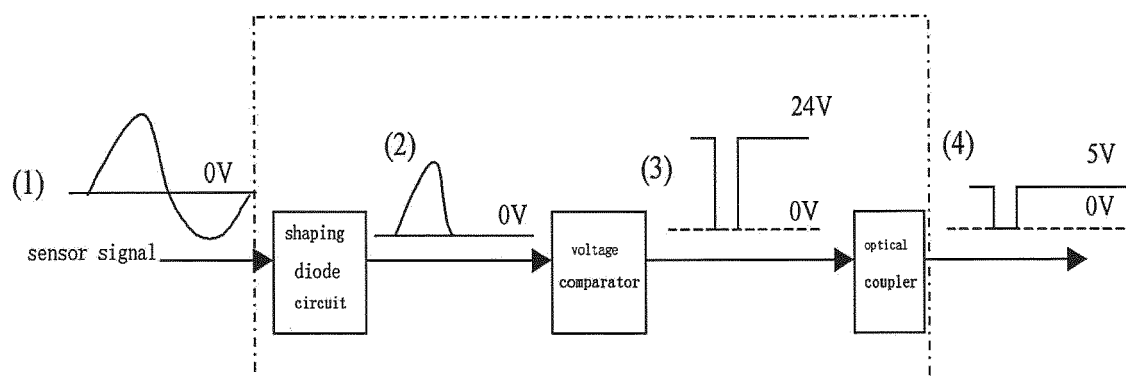 (1)
0V
sensor signal
shaping
diode
circuit
(2)
0V
voltage
comparator
(3)
24V
0V
optical
coupler
(4)
5V
0V